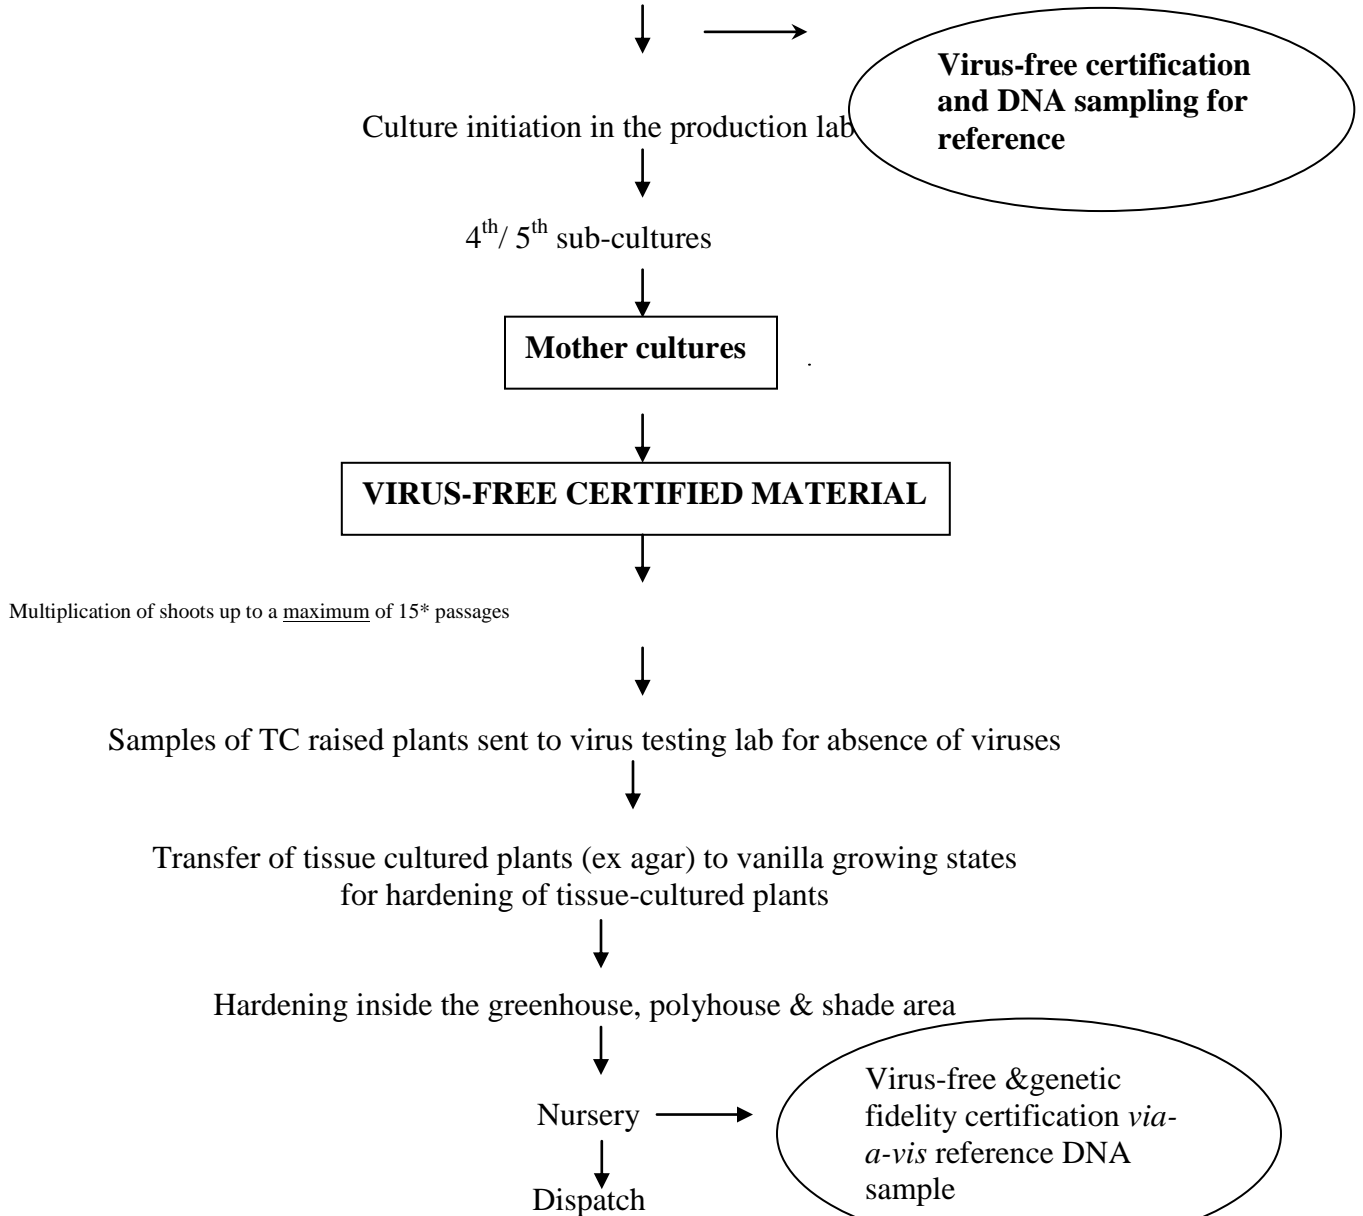 Virus-free certification
and DNA sampling for
reference
Culture initiation in the production lab
4th/ 5th sub-cultures
Mother cultures
.
VIRUS-FREE CERTIFIED MATERIAL
Multiplication of shoots up to a maximum of 15* passages
Samples of TC raised plants sent to virus testing lab for absence of viruses
Transfer of tissue cultured plants (ex agar) to vanilla growing states
for hardening of tissue-cultured plants
Hardening inside the greenhouse, polyhouse & shade area
Nursery
Virus-free &genetic
fidelity certification via-
a-vis reference DNA
sample
Dispatch